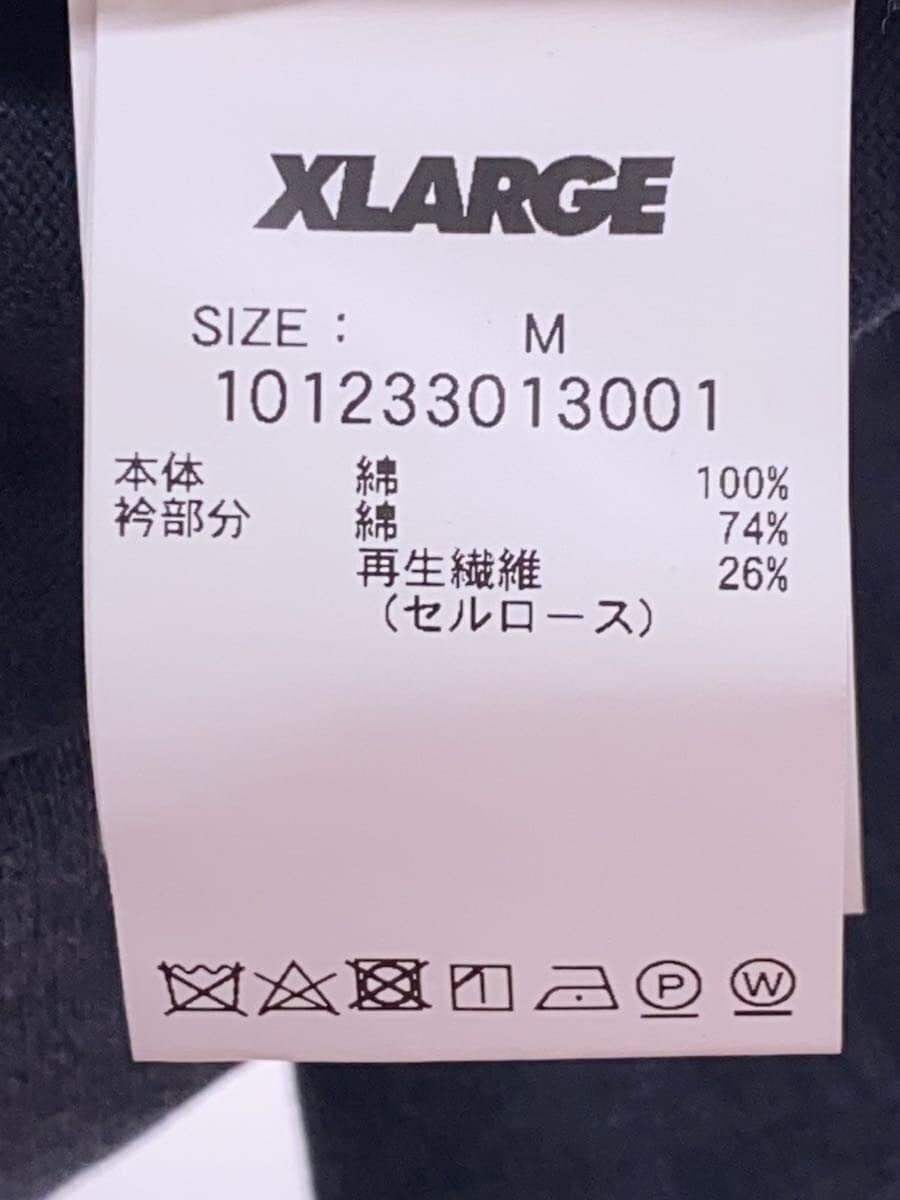 XLARGE
SIZE : M
101233013001
本体 綿 100%
衿部分 綿 74%
再生繊維 26%
(セルロース)
P W